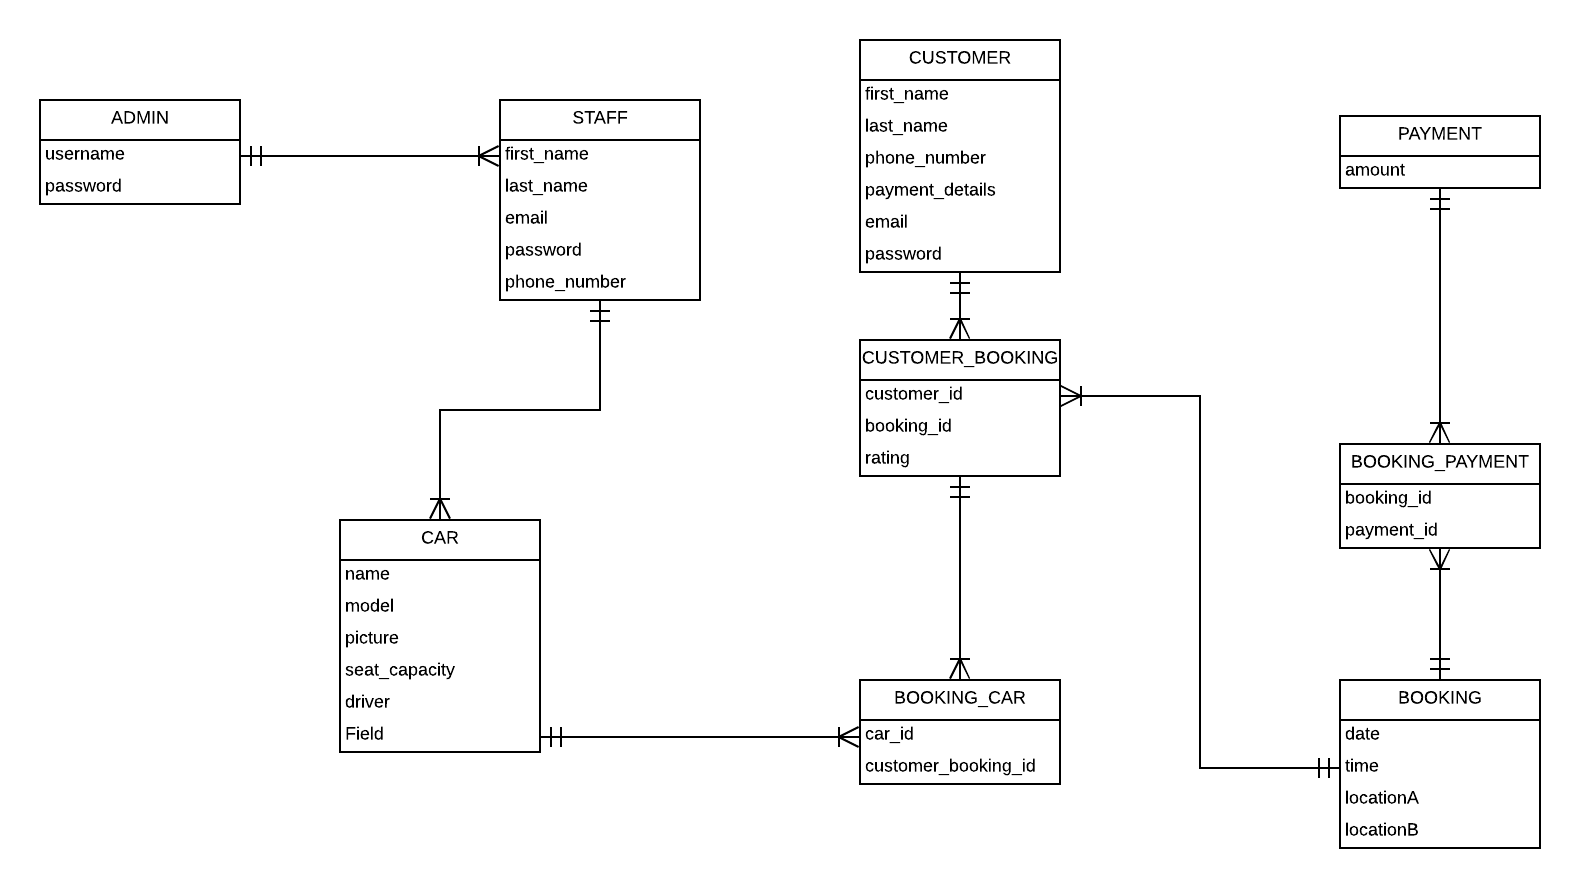 ADMIN
username
password
STAFF
first_name
last_name
email
password
phone_number
CUSTOMER
first_name
last_name
phone_number
payment_details
email
password
PAYMENT
amount
CUSTOMER_BOOKING
customer_id
booking_id
rating
BOOKING_PAYMENT
booking_id
payment_id
CAR
name
model
picture
seat_capacity
driver
Field
BOOKING_CAR
car_id
customer_booking_id
BOOKING
date
time
locationA
locationB